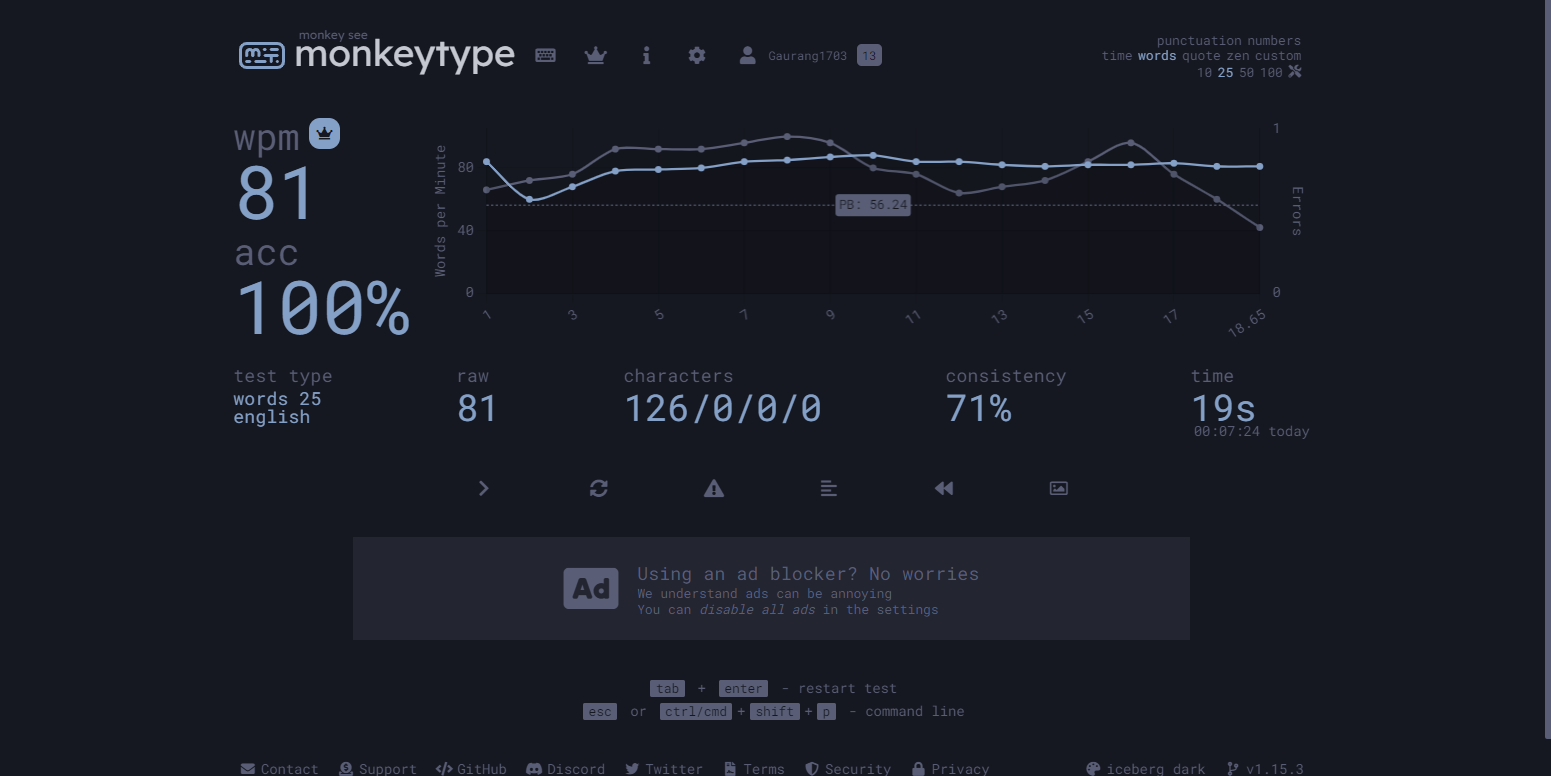 monkey see
monkeytype
Gaurang1703 13
punctuation numbers
time words quote zen custom
10 25 50 100
wpm
81
acc
100%
Words per Minute
80
40
0
PB: 56.24
1
0
Errors
1 3 5 7 9 11 13 15 17 18.65
test type
words 25
english
raw
81
characters
126/0/0/0
consistency
71%
time
19s
00:07:24 today
Ad
Using an ad blocker? No worries
We understand ads can be annoying
You can disable all ads in the settings
tab + enter - restart test
esc or ctrl/cmd + shift + p - command line
Contact Support GitHub Discord Twitter Terms Security Privacy iceberg dark v1.15.3